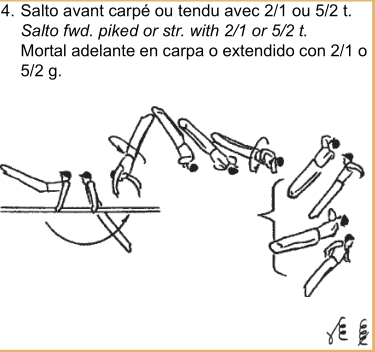 4. Salto avant carpé ou tendu avec 2/1 ou 5/2 t.
Salto fwd. piked or str. with 2/1 or 5/2 t.
Mortal adelante en carpa o extendido con 2/1 o
5/2 g.